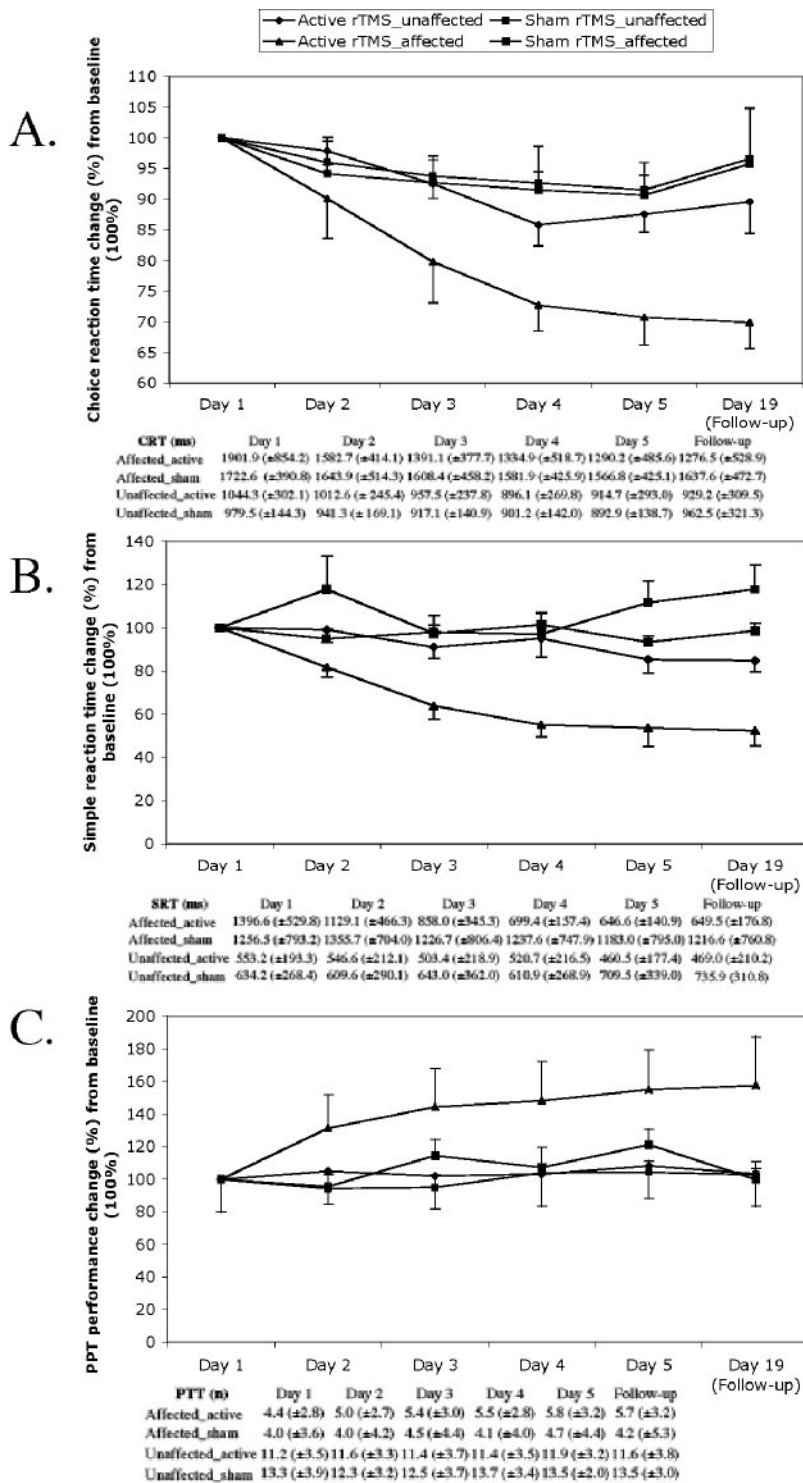 Active rTMS_unaffected Sham rTMS_unaffected
Active rTMS_affected Sham rTMS_affected
A.
Choice reaction time change (%) from baseline
(100%)
110
105
100
95
90
85
80
75
70
65
60
Day 1 Day 2 Day 3 Day 4 Day 5 Day 19
(Follow-up)
CRT (ms) Day 1 Day 2 Day 3 Day 4 Day 5 Follow-up
Affected_active 1901.9 (±854.2) 1582.7 (±414.1) 1391.1 (±377.7) 1334.9 (±518.7) 1290.2 (±485.6) 1276.5 (±528.9)
Affected_sham 1722.6 (±390.8) 1643.9 (±514.3) 1608.4 (±458.2) 1581.9 (±425.9) 1566.8 (±425.1) 1637.6 (±472.7)
Unaffected_active 1044.3 (±302.1) 1012.6 (± 245.4) 957.5 (±237.8) 896.1 (±269.8) 914.7 (±293.0) 929.2 (±309.5)
Unaffected_sham 979.5 (±144.3) 941.3 (± 169.1) 917.1 (±140.9) 901.2 (±142.0) 892.9 (±138.7) 962.5 (±321.3)
B.
Simple reaction time change (%) from
baseline (100%)
140
120
100
80
60
40
20
0
Day 1 Day 2 Day 3 Day 4 Day 5 Day 19
(Follow-up)
SRT (ms) Day 1 Day 2 Day 3 Day 4 Day 5 Follow-up
Affected_active 1396.6 (±529.8) 1129.1 (±466.3) 858.0 (±345.3) 699.4 (±157.4) 646.6 (±140.9) 649.5 (±176.8)
Affected_sham 1256.5 (±793.2) 1355.7 (±704.0) 1226.7 (±806.4) 1237.6 (±747.9) 1183.0 (±795.0) 1216.6 (±760.8)
Unaffected_active 553.2 (±193.3) 546.6 (±212.1) 503.4 (±218.9) 520.7 (±216.5) 460.5 (±177.4) 469.0 (±210.2)
Unaffected_sham 634.2 (±268.4) 609.6 (±290.1) 643.0 (±362.0) 610.9 (±268.9) 709.5 (±339.0) 735.9 (310.8)
C.
PPT performance change (%) from baseline
(100%)
200
180
160
140
120
100
80
60
40
20
0
Day 1 Day 2 Day 3 Day 4 Day 5 Day 19
(Follow-up)
PTT (n) Day 1 Day 2 Day 3 Day 4 Day 5 Follow-up
Affected_active 4.4 (±2.8) 5.0 (±2.7) 5.4 (±3.0) 5.5 (±2.8) 5.8 (±3.2) 5.7 (±3.2)
Affected_sham 4.0 (±3.6) 4.0 (±4.2) 4.5 (±4.4) 4.1 (±4.0) 4.7 (±4.4) 4.2 (±5.3)
Unaffected_active 11.2 (±3.5) 11.6 (±3.3) 11.4 (±3.7) 11.4 (±3.5) 11.9 (±3.2) 11.6 (±3.8)
Unaffected_sham 13.3 (±3.9) 12.3 (±3.2) 12.5 (±3.7) 13.7 (±3.4) 13.5 (±2.0) 13.5 (±3.0)